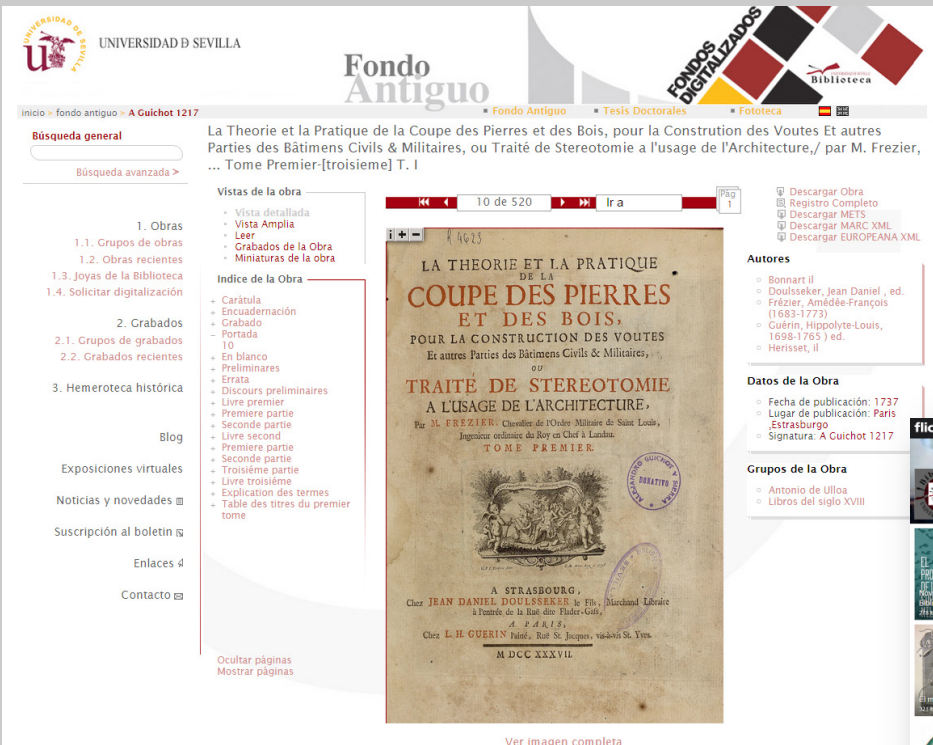 UNIVERSIDAD DE SEVILLA
UNIVERSIDAD Ð SEVILLA
Fondo
Antiguo
FONDOS
DIGITALIZADOS
UNIVERSIDAD DE SEVILLA
Biblioteca
inicio > fondo antiguo > A Guichot 1217
Fondo Antiguo
Tesis Doctorales
Fototeca
Búsqueda general
Búsqueda avanzada >
1. Obras
1.1. Grupos de obras
1.2. Obras recientes
1.3. Joyas de la Biblioteca
1.4. Solicitar digitalización
2. Grabados
2.1. Grupos de grabados
2.2. Grabados recientes
3. Hemeroteca histórica
Blog
Exposiciones virtuales
Noticias y novedades
Suscripción al boletin
Enlaces
Contacto
La Theorie et la Pratique de la Coupe des Pierres et des Bois, pour la Constrution des Voutes Et autres
Parties des Bâtimens Civils & Militaires, ou Traité de Stereotomie a l'usage de l'Architecture,/ par M. Frezier,
... Tome Premier-[troisieme] T. I
Vistas de la obra
Vista detallada
Vista Amplia
Leer
Grabados de la Obra
Miniaturas de la obra
Indice de la Obra
+ Carátula
+ Encuadernación
+ Grabado
– Portada
10
+ En blanco
+ Preliminares
+ Errata
+ Discours preliminaires
+ Livre premier
+ Premiere partie
+ Seconde partie
+ Livre second
+ Premiere partie
+ Seconde partie
+ Troisiéme partie
+ Livre troisiéme
+ Explication des termes
+ Table des titres du premier
tome
Ocultar páginas
Mostrar páginas
10 de 520
Ir a
Pág
1
i + −
R. 4623
LA THEORIE ET LA PRATIQUE
DE LA
COUPE DES PIERRES
ET DES BOIS,
POUR LA CONSTRUCTION DES VOUTES
Et autres Parties des Bâtimens Civils & Militaires,
OU
TRAITÉ DE STEREOTOMIE
A L'USAGE DE L'ARCHITECTURE,
Par M. FREZIER, Chevalier de l'Ordre Militaire de Saint Louis,
Ingenieur ordinaire du Roy en Chef à Landau.
TOME PREMIER.
ALEJANDRO GUICHOT Y SIERRA
DONATIVO
A STRASBOURG,
Chez JEAN DANIEL DOULSSEKER le Fils, Marchand Libraire
à l'entrée de la Ruë dite Flader-Gass,
A PARIS,
Chez L. H. GUERIN l'aîné, Ruë St. Jacques, vis-à-vis St. Yves.
M DCC XXXVII.
Ver imagen completa
Descargar Obra
Registro Completo
Descargar METS
Descargar MARC XML
Descargar EUROPEANA XML
Autores
Bonnart il
Doulsseker, Jean Daniel , ed.
Frézier, Amédée-François
(1683-1773)
Guérin, Hippolyte-Louis,
1698-1765 ) ed.
Herisset, il
Datos de la Obra
Fecha de publicación: 1737
Lugar de publicación: Paris
,Estrasburgo
Signatura: A Guichot 1217
Grupos de la Obra
Antonio de Ulloa
Libros del siglo XVIII
flic